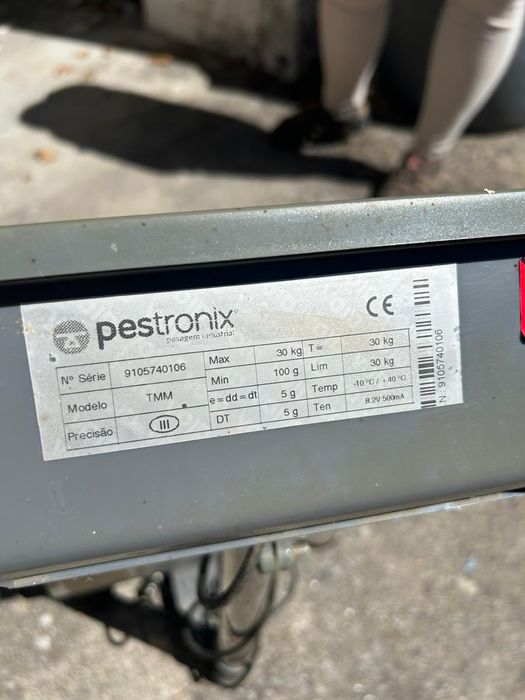 pestronix®
pesagem industrial
CE
Nº Série 9105740106 Max 30 kg T = 30 kg
Modelo TMM Min 100 g Lim 30 kg
Precisão III e=dd=dt 5 g Temp -10 °C / +40 °C
DT 5 g Ten 8.2V 500mA
N.: 9105740106